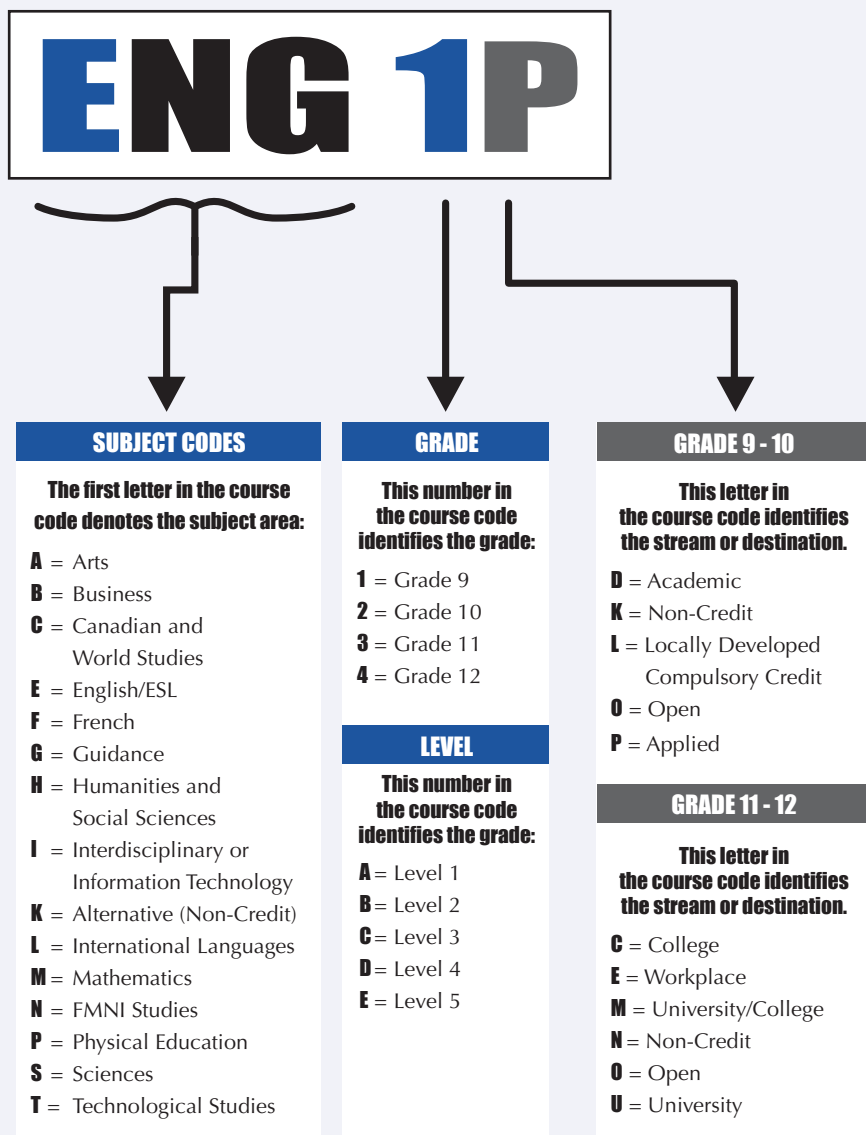 ENG 1P
SUBJECT CODES
The first letter in the course
code denotes the subject area:
A = Arts
B = Business
C = Canadian and
World Studies
E = English/ESL
F = French
G = Guidance
H = Humanities and
Social Sciences
I = Interdisciplinary or
Information Technology
K = Alternative (Non-Credit)
L = International Languages
M = Mathematics
N = FMNI Studies
P = Physical Education
S = Sciences
T = Technological Studies
GRADE
This number in
the course code
identifies the grade:
1 = Grade 9
2 = Grade 10
3 = Grade 11
4 = Grade 12
LEVEL
This number in
the course code
identifies the grade:
A = Level 1
B = Level 2
C = Level 3
D = Level 4
E = Level 5
GRADE 9 - 10
This letter in
the course code identifies
the stream or destination.
D = Academic
K = Non-Credit
L = Locally Developed
Compulsory Credit
O = Open
P = Applied
GRADE 11 - 12
This letter in
the course code identifies
the stream or destination.
C = College
E = Workplace
M = University/College
N = Non-Credit
O = Open
U = University